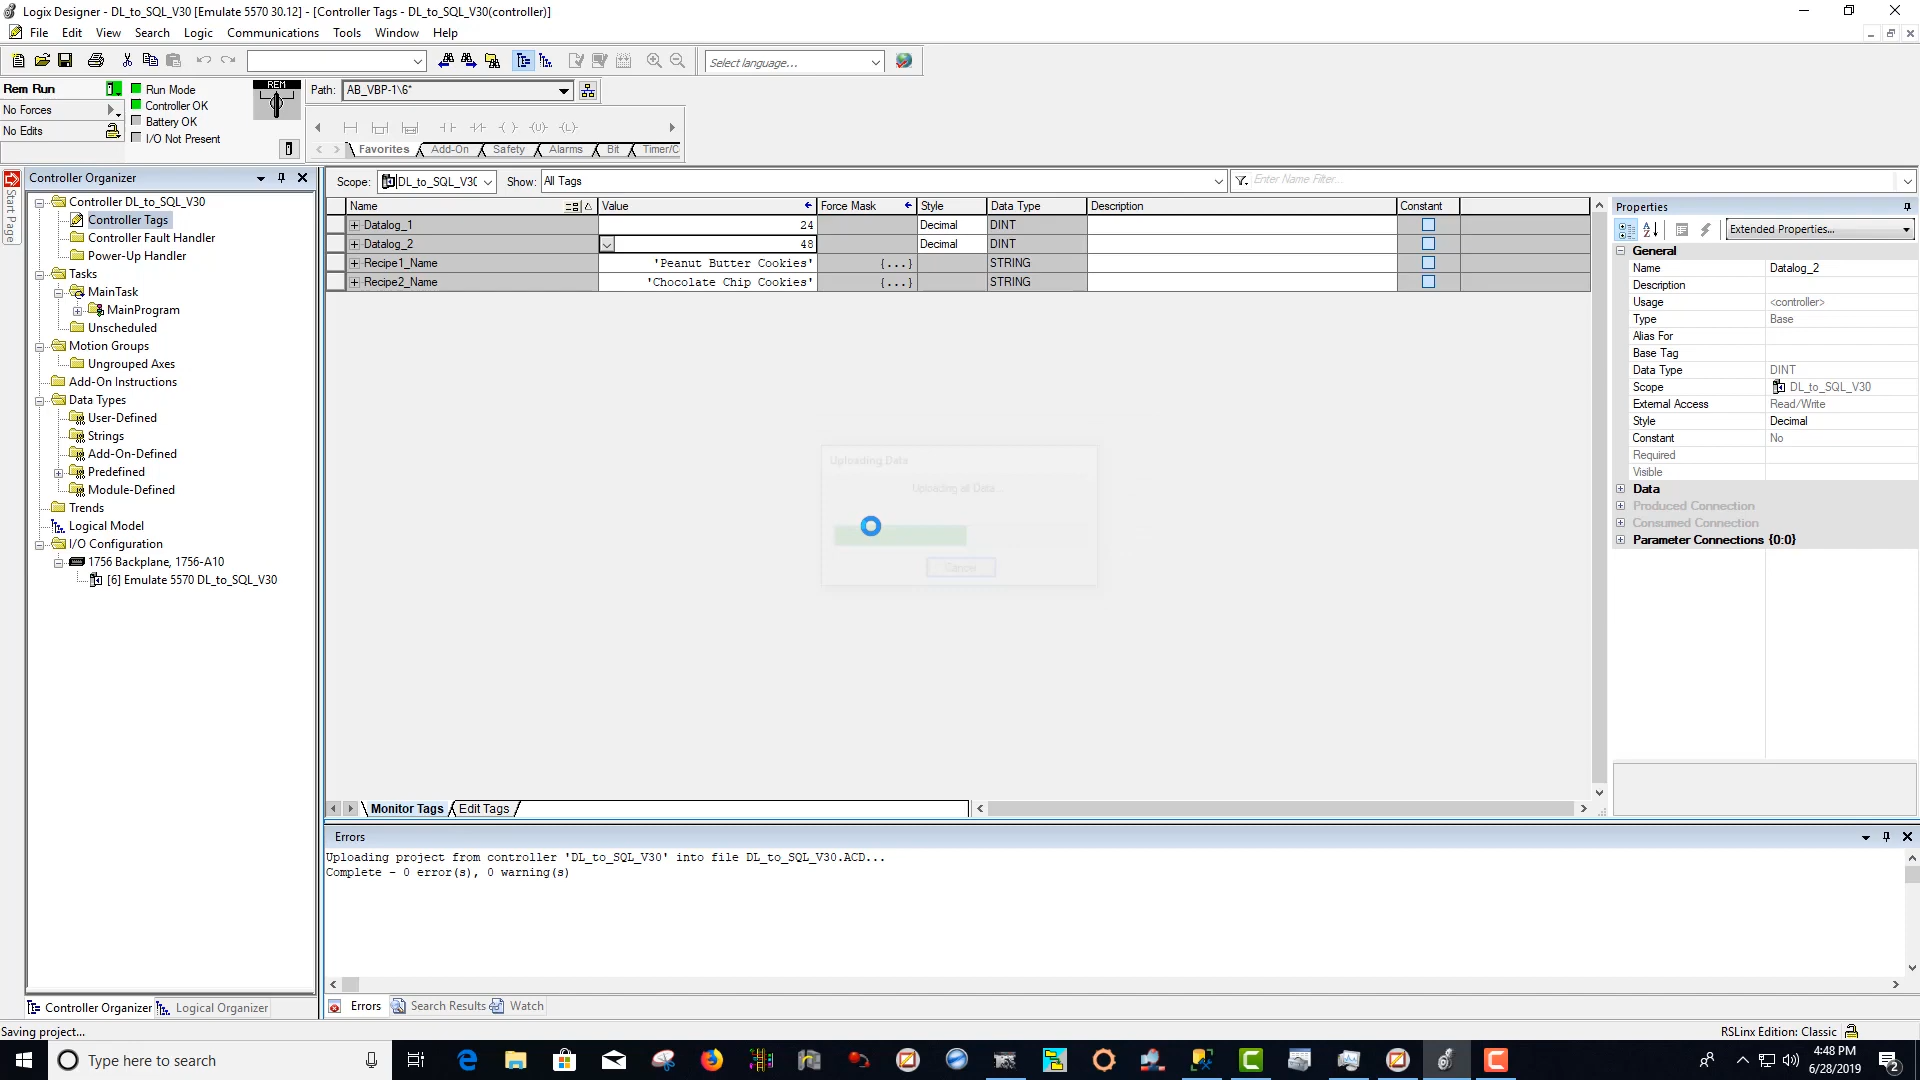 Logix Designer - DL_to_SQL_V30 [Emulate 5570 30.12] - [Controller Tags - DL_to_SQL_V30(controller)]
File Edit View Search Logic Communications Tools Window Help
Select language...
Rem Run
No Forces
No Edits
Run Mode
Controller OK
Battery OK
I/O Not Present
REM
Path: AB_VBP-1\6*
Favorites Add-On Safety Alarms Bit Timer/C
Start Page
Controller Organizer
Controller DL_to_SQL_V30
Controller Tags
Controller Fault Handler
Power-Up Handler
Tasks
MainTask
MainProgram
Unscheduled
Motion Groups
Ungrouped Axes
Add-On Instructions
Data Types
User-Defined
Strings
Add-On-Defined
Predefined
Module-Defined
Trends
Logical Model
I/O Configuration
1756 Backplane, 1756-A10
[6] Emulate 5570 DL_to_SQL_V30
Controller Organizer Logical Organizer
Scope: DL_to_SQL_V30 Show: All Tags Enter Name Filter...
Name Value Force Mask Style Data Type Description Constant
Datalog_1 24 Decimal DINT
Datalog_2 48 Decimal DINT
Recipe1_Name 'Peanut Butter Cookies' {...} STRING
Recipe2_Name 'Chocolate Chip Cookies' {...} STRING
Uploading Data
Uploading all Data...
Cancel
Monitor Tags Edit Tags
Properties
Extended Properties...
General
Name Datalog_2
Description
Usage <controller>
Type Base
Alias For
Base Tag
Data Type DINT
Scope DL_to_SQL_V30
External Access Read/Write
Style Decimal
Constant No
Required
Visible
Data
Produced Connection
Consumed Connection
Parameter Connections {0:0}
Errors
Uploading project from controller 'DL_to_SQL_V30' into file DL_to_SQL_V30.ACD...
Complete - 0 error(s), 0 warning(s)
Errors Search Results Watch
Saving project...
RSLinx Edition: Classic
Type here to search
4:48 PM
6/28/2019
2